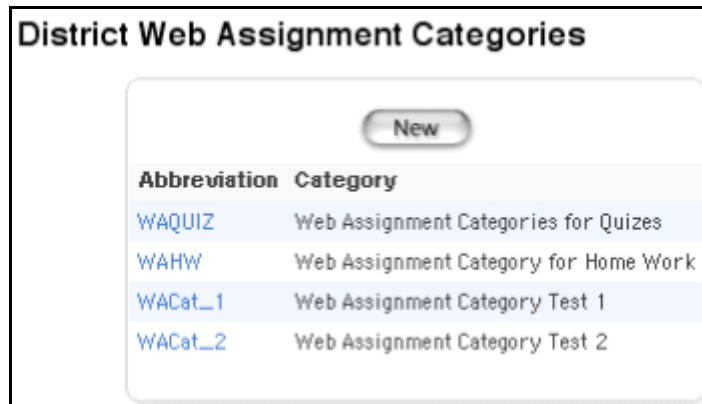 District Web Assignment Categories
New
Abbreviation Category
WAQUIZ Web Assignment Categories for Quizes
WAHW Web Assignment Category for Home Work
WACat_1 Web Assignment Category Test 1
WACat_2 Web Assignment Category Test 2